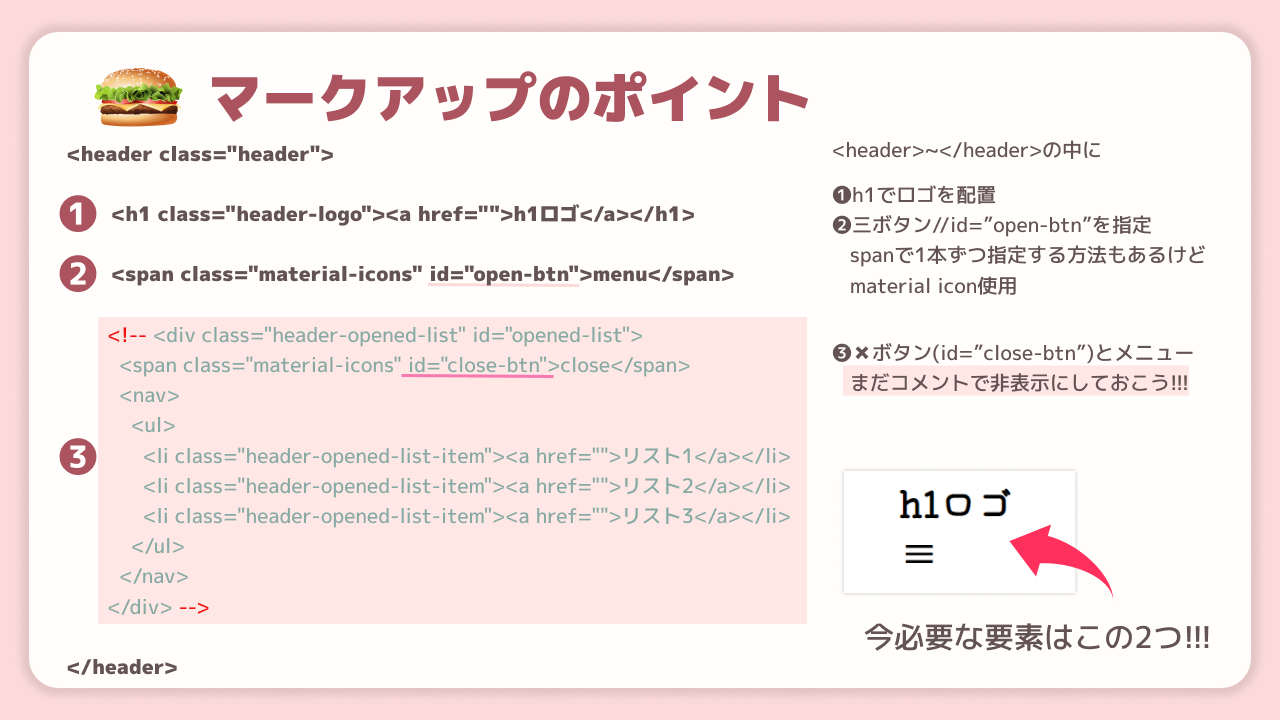 マークアップのポイント
<header class="header">
❶ <h1 class="header-logo"><a href="">h1ロゴ</a></h1>
❷ <span class="material-icons" id="open-btn">menu</span>
❸
<!-- <div class="header-opened-list" id="opened-list">
<span class="material-icons" id="close-btn">close</span>
<nav>
<ul>
<li class="header-opened-list-item"><a href="">リスト1</a></li>
<li class="header-opened-list-item"><a href="">リスト2</a></li>
<li class="header-opened-list-item"><a href="">リスト3</a></li>
</ul>
</nav>
</div> -->
</header>
<header>~</header>の中に
❶h1でロゴを配置
❷三ボタン//id=”open-btn”を指定
spanで1本ずつ指定する方法もあるけど
material icon使用
❸✖ボタン(id=”close-btn”)とメニュー
まだコメントで非表示にしておこう!!!
h1ロゴ
今必要な要素はこの2つ!!!